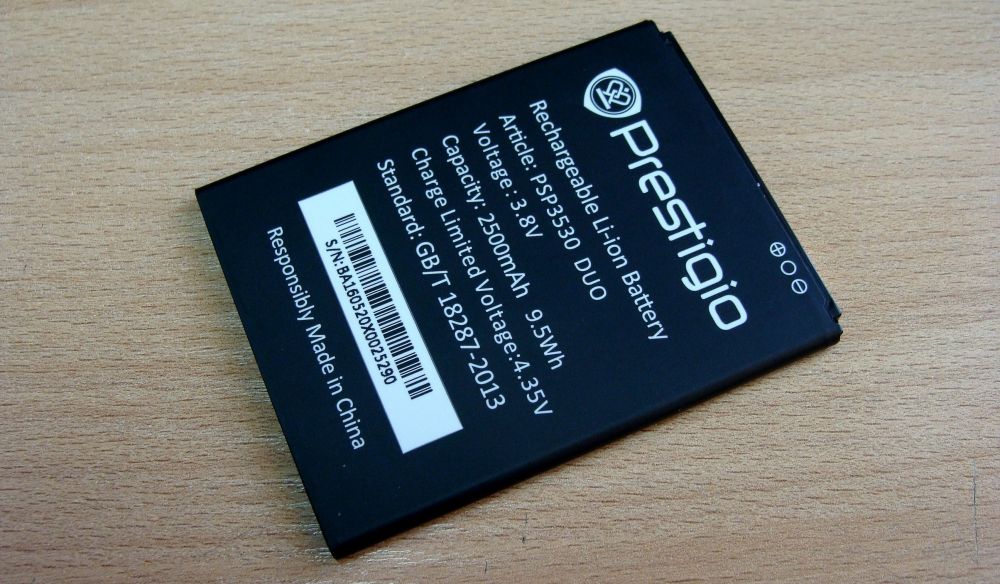 Prestigio
Rechargeable Li-ion Battery
Article: PSP3530 DUO
Voltage: 3.8V
Capacity: 2500mAh 9.5Wh
Charge Limited Voltage:4.35V
Standard: GB/T 18287-2013
S/N:BA160520X0025290
Responsibly Made in China